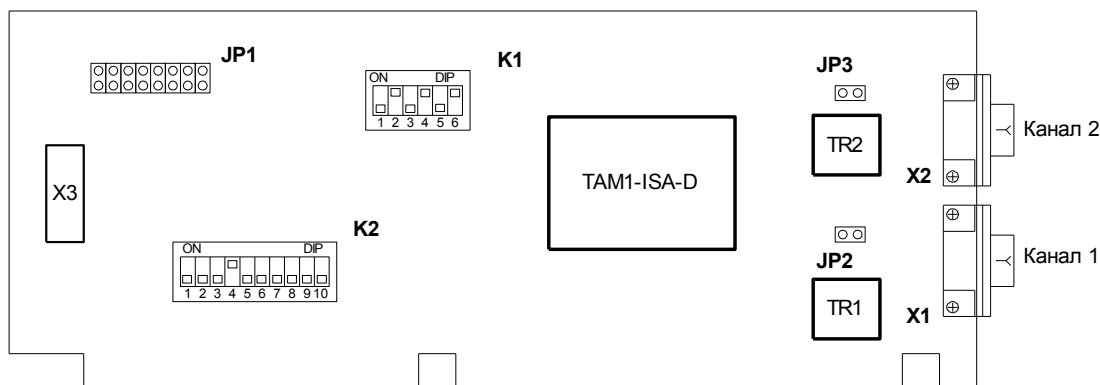 JP1
K1
JP3
ON DIP
1 2 3 4 5 6
Канал 2
TR2
TAM1-ISA-D
X2
X3
K2
ON DIP
1 2 3 4 5 6 7 8 9 10
JP2
Канал 1
TR1
X1